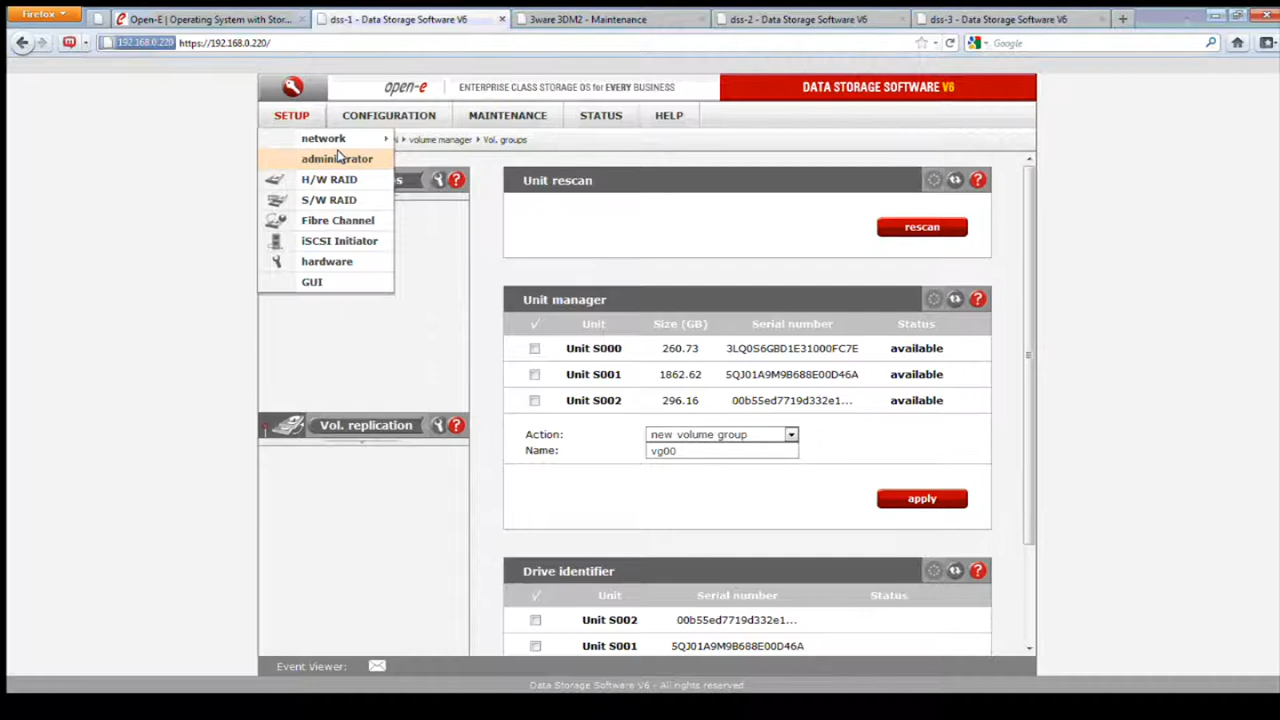 Firefox
Open-E | Operating System with Stor...
dss-1 - Data Storage Software V6
3ware 3DM2 - Maintenance
dss-2 - Data Storage Software V6
dss-3 - Data Storage Software V6
192.168.0.220 https://192.168.0.220/
Google
open-e
ENTERPRISE CLASS STORAGE OS for EVERY BUSINESS
DATA STORAGE SOFTWARE V6
SETUP CONFIGURATION MAINTENANCE STATUS HELP
volume manager Vol. groups
network
administrator
H/W RAID
S/W RAID
Fibre Channel
iSCSI Initiator
hardware
GUI
Vol. replication
Unit rescan
rescan
Unit manager
Unit Size (GB) Serial number Status
Unit S000 260.73 3LQ0S6GBD1E31000FC7E available
Unit S001 1862.62 5QJ01A9M9B688E00D46A available
Unit S002 296.16 00b55ed7719d332e1... available
Action: new volume group
Name: vg00
apply
Drive identifier
Unit Serial number Status
Unit S002 00b55ed7719d332e1...
Unit S001 5QJ01A9M9B688E00D46A
Event Viewer:
Data Storage Software V6 - All rights reserved